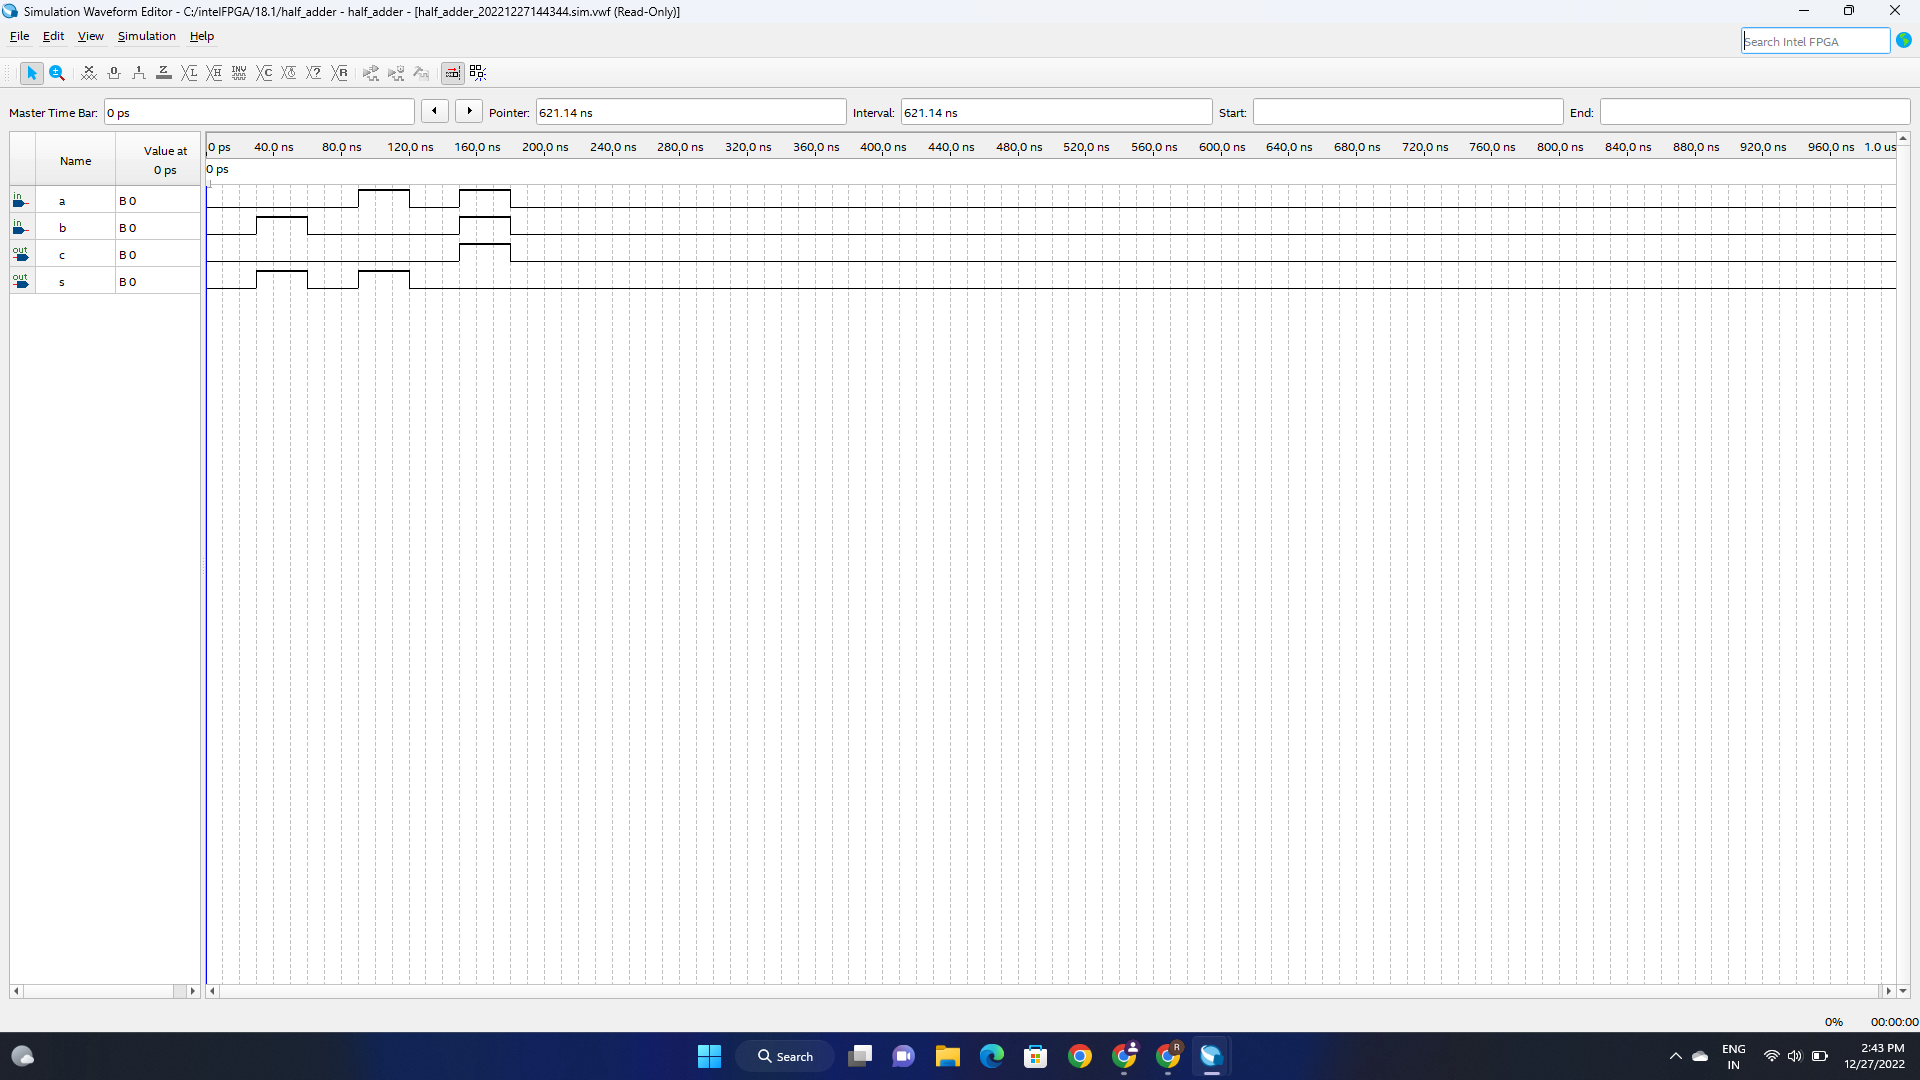 Simulation Waveform Editor - C:/intelFPGA/18.1/half_adder - half_adder - [half_adder_20221227144344.sim.vwf (Read-Only)]
File Edit View Simulation Help
Search Intel FPGA
Master Time Bar: 0 ps Pointer: 621.14 ns Interval: 621.14 ns Start: End:
Name Value at 0 ps
0 ps 40.0 ns 80.0 ns 120.0 ns 160.0 ns 200.0 ns 240.0 ns 280.0 ns 320.0 ns 360.0 ns 400.0 ns 440.0 ns 480.0 ns 520.0 ns 560.0 ns 600.0 ns 640.0 ns 680.0 ns 720.0 ns 760.0 ns 800.0 ns 840.0 ns 880.0 ns 920.0 ns 960.0 ns 1.0 us
0 ps
in a B 0
in b B 0
out c B 0
out s B 0
0% 00:00:00
Search
ENG
IN
2:43 PM
12/27/2022